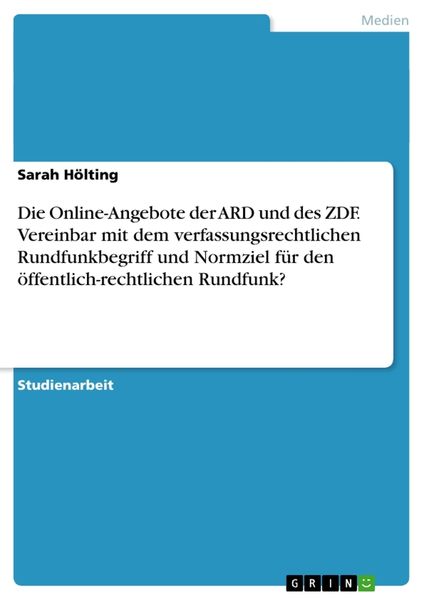 Medien
Sarah Hölting
Die Online-Angebote der ARD und des ZDF.
Vereinbar mit dem verfassungsrechtlichen
Rundfunkbegriff und Normziel für den
öffentlich-rechtlichen Rundfunk?
Studienarbeit
GRIN